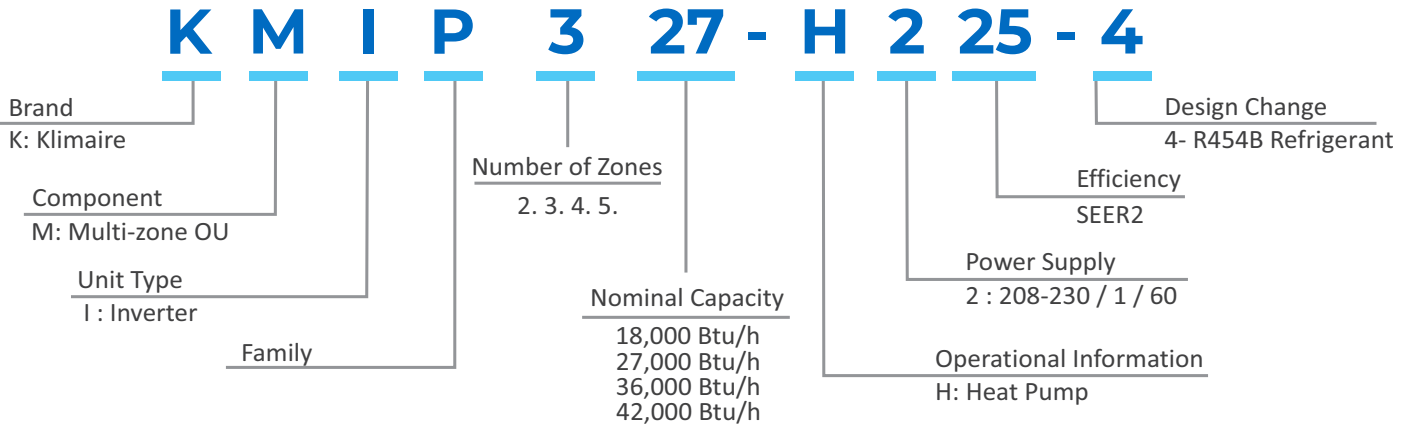 K M I P 3 27 - H 2 25 - 4
Brand
K: Klimaire
Component
M: Multi-zone OU
Unit Type
I : Inverter
Family
Number of Zones
2. 3. 4. 5.
Nominal Capacity
18,000 Btu/h
27,000 Btu/h
36,000 Btu/h
42,000 Btu/h
Design Change
4- R454B Refrigerant
Efficiency
SEER2
Power Supply
2 : 208-230 / 1 / 60
Operational Information
H: Heat Pump